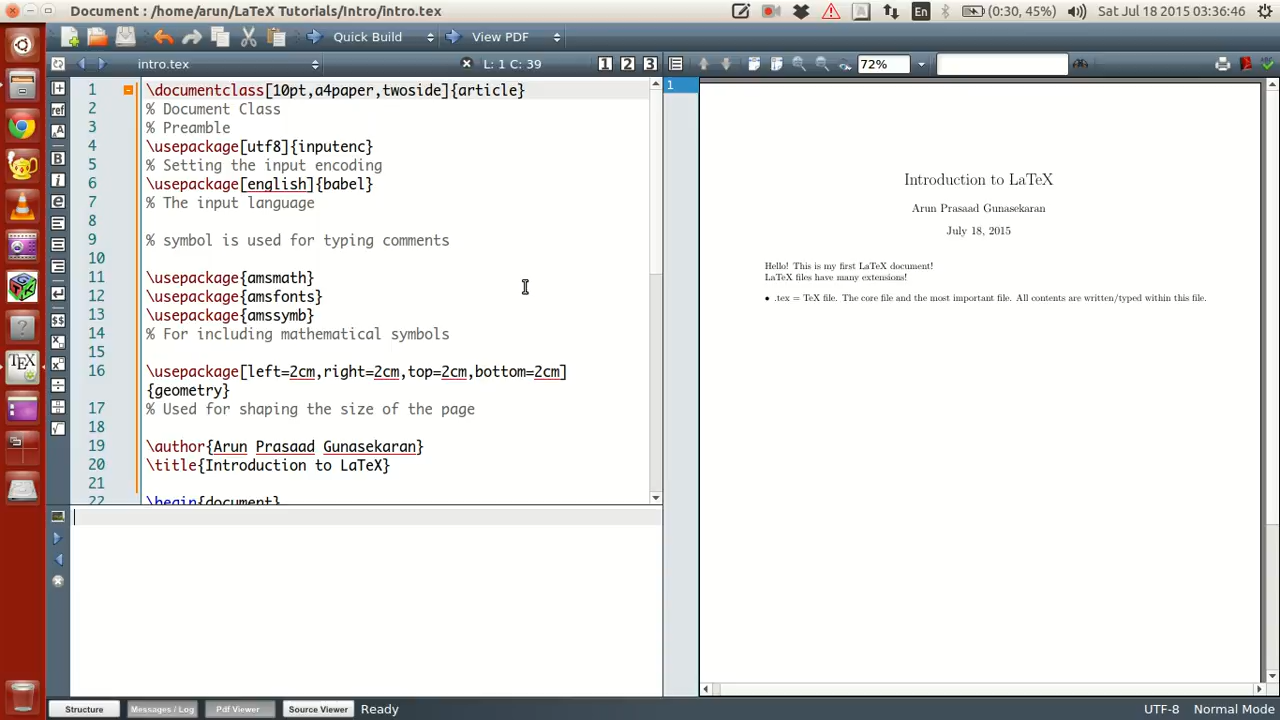 Document : /home/arun/LaTeX Tutorials/Intro/intro.tex
En (0:30, 45%) Sat Jul 18 2015 03:36:46
Quick Build View PDF
intro.tex L: 1 C: 39 1 2 3 72%
1 \documentclass[10pt,a4paper,twoside]{article}
2 % Document Class
3 % Preamble
4 \usepackage[utf8]{inputenc}
5 % Setting the input encoding
6 \usepackage[english]{babel}
7 % The input language
8
9 % symbol is used for typing comments
10
11 \usepackage{amsmath}
12 \usepackage{amsfonts}
13 \usepackage{amssymb}
14 % For including mathematical symbols
15
16 \usepackage[left=2cm,right=2cm,top=2cm,bottom=2cm]
{geometry}
17 % Used for shaping the size of the page
18
19 \author{Arun Prasaad Gunasekaran}
20 \title{Introduction to LaTeX}
21
22 \begin{document}
1
Introduction to LaTeX
Arun Prasaad Gunasekaran
July 18, 2015
Hello! This is my first LaTeX document!
LaTeX files have many extensions!
• .tex = TeX file. The core file and the most important file. All contents are written/typed within this file.
Structure Messages / Log Pdf Viewer Source Viewer Ready UTF-8 Normal Mode